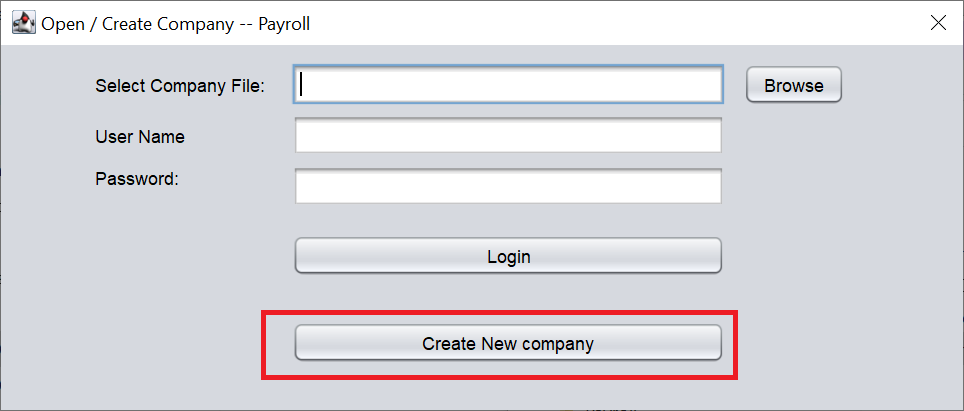 Open / Create Company -- Payroll
Select Company File:
Browse
User Name
Password:
Login
Create New company